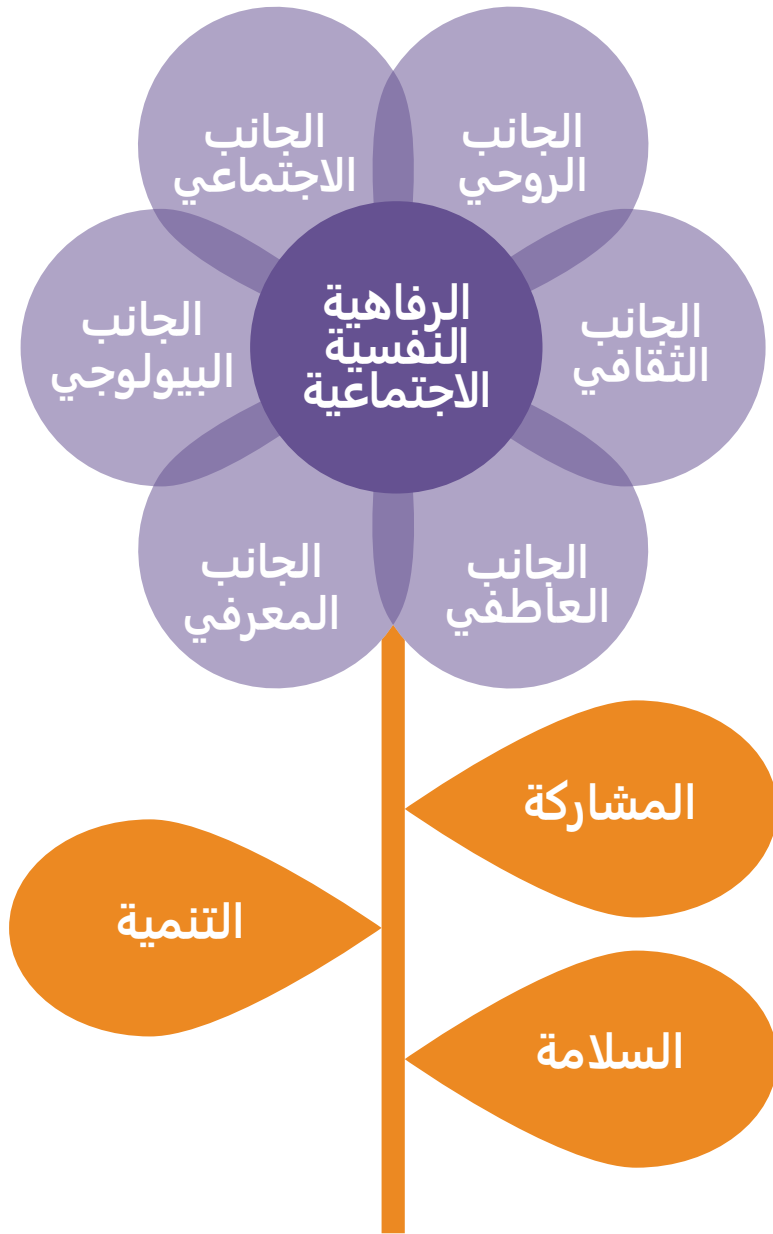 الجانب
الروحي
الجانب
الاجتماعي
الجانب
الثقافي
الرفاهية
النفسية
الاجتماعية
الجانب
البيولوجي
الجانب
العاطفي
الجانب
المعرفي
المشاركة
التنمية
السلامة